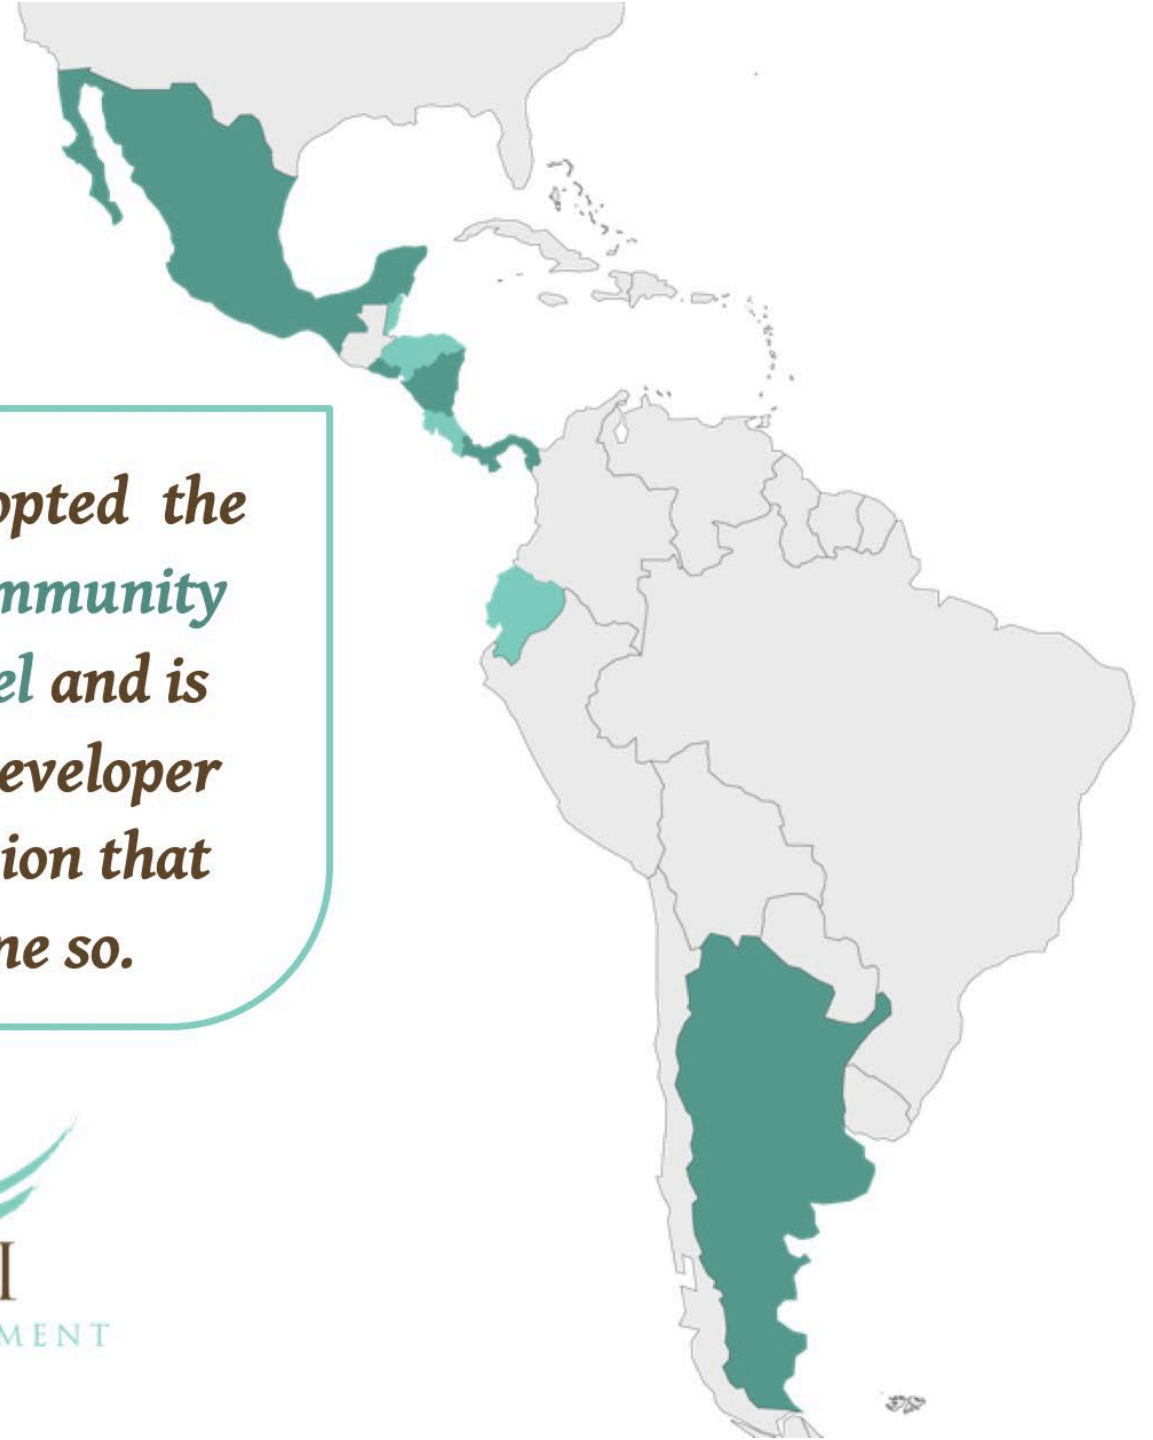 opted the
mmunity
el and is
eveloper
ion that
ne so.
I
MENT